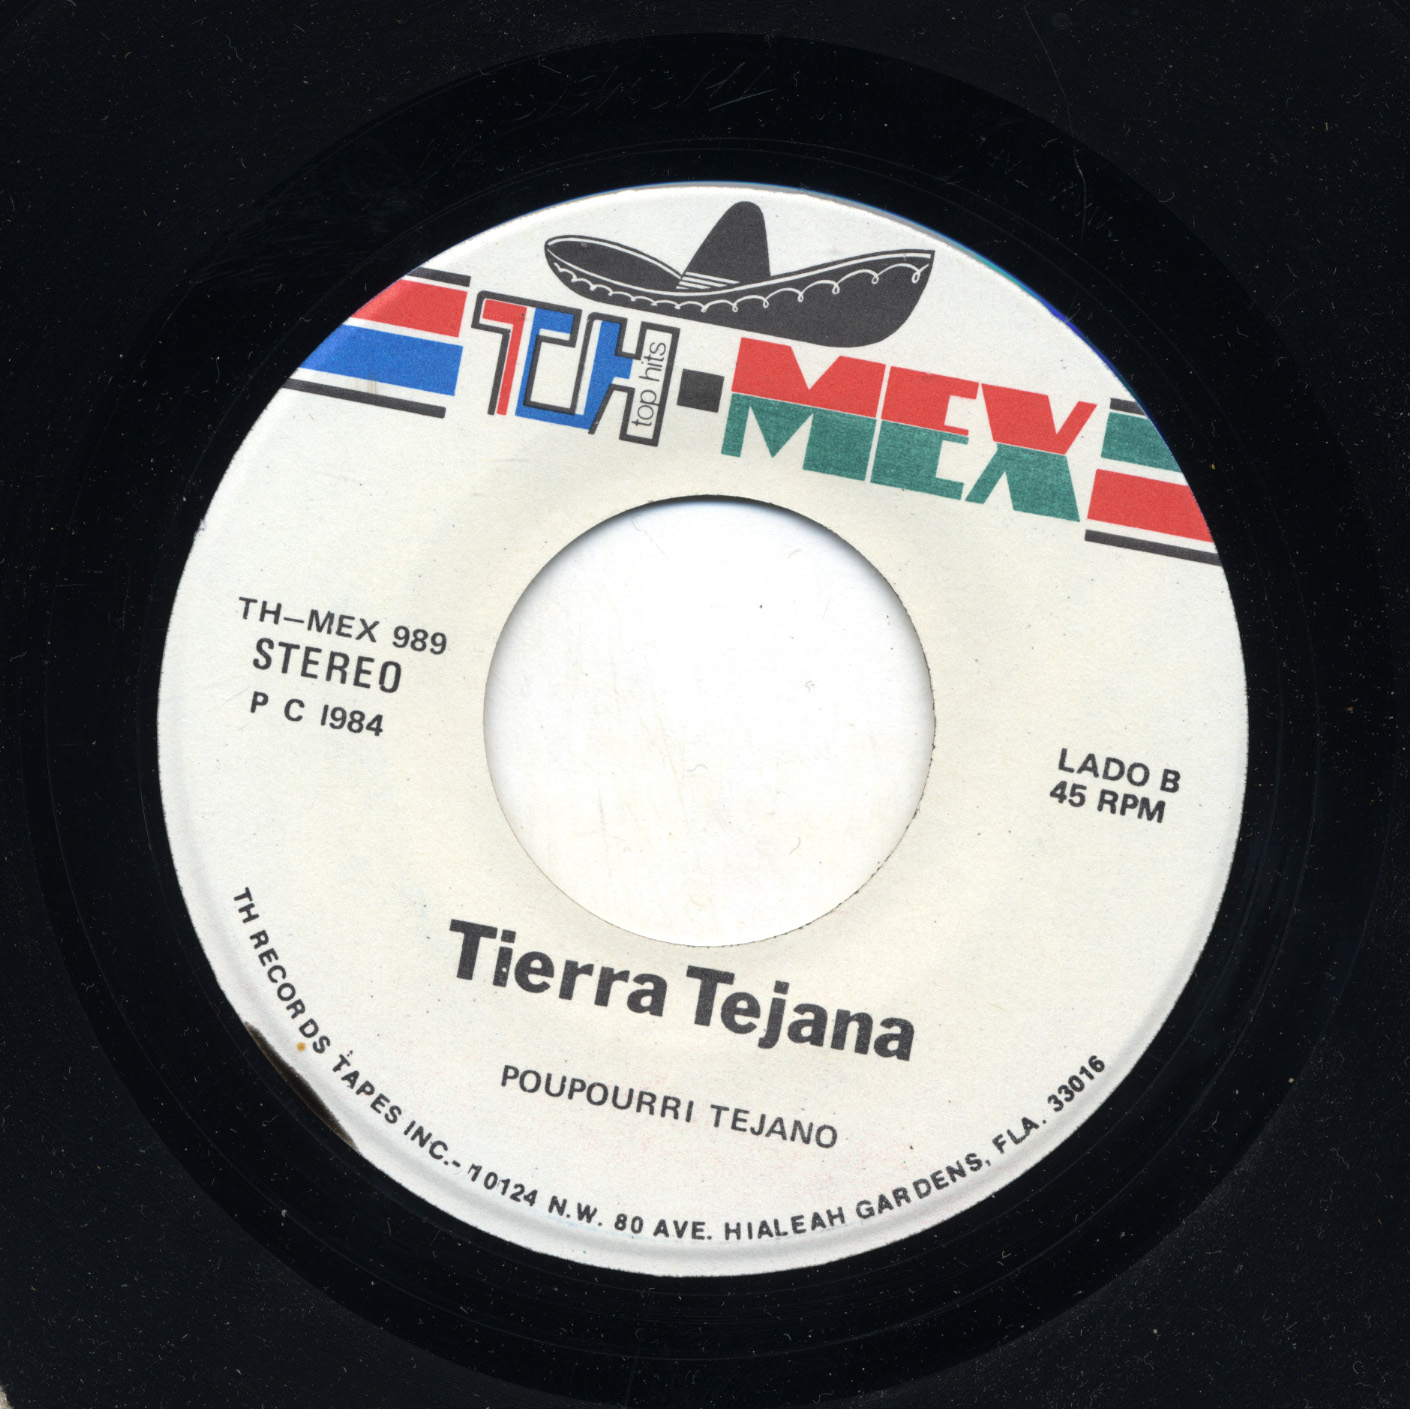 TH-MEX
top hits
TH–MEX 989
STEREO
P C 1984
LADO B
45 RPM
Tierra Tejana
POUPOURRI TEJANO
TH RECORDS TAPES INC.- 10124 N.W. 80 AVE. HIALEAH GARDENS, FLA. 33016